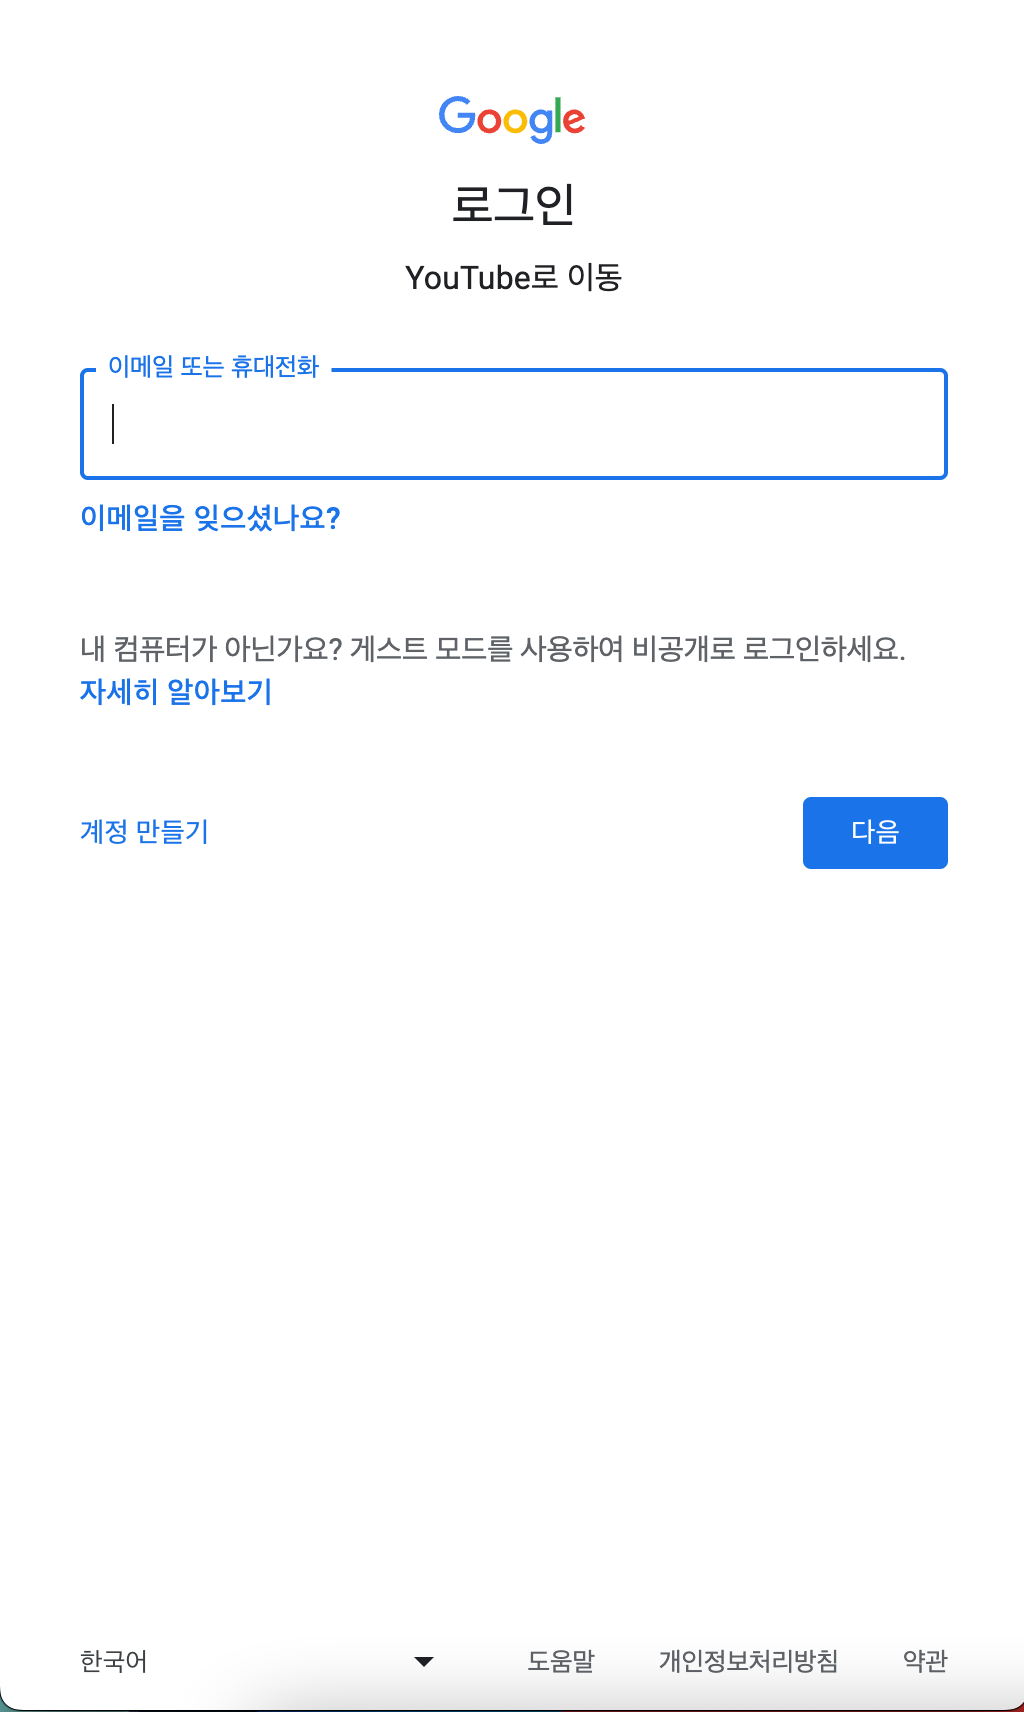 Google
로그인
YouTube로 이동
이메일 또는 휴대전화
이메일을 잊으셨나요?
내 컴퓨터가 아닌가요? 게스트 모드를 사용하여 비공개로 로그인하세요.
자세히 알아보기
계정 만들기
다음
한국어
도움말
개인정보처리방침
약관